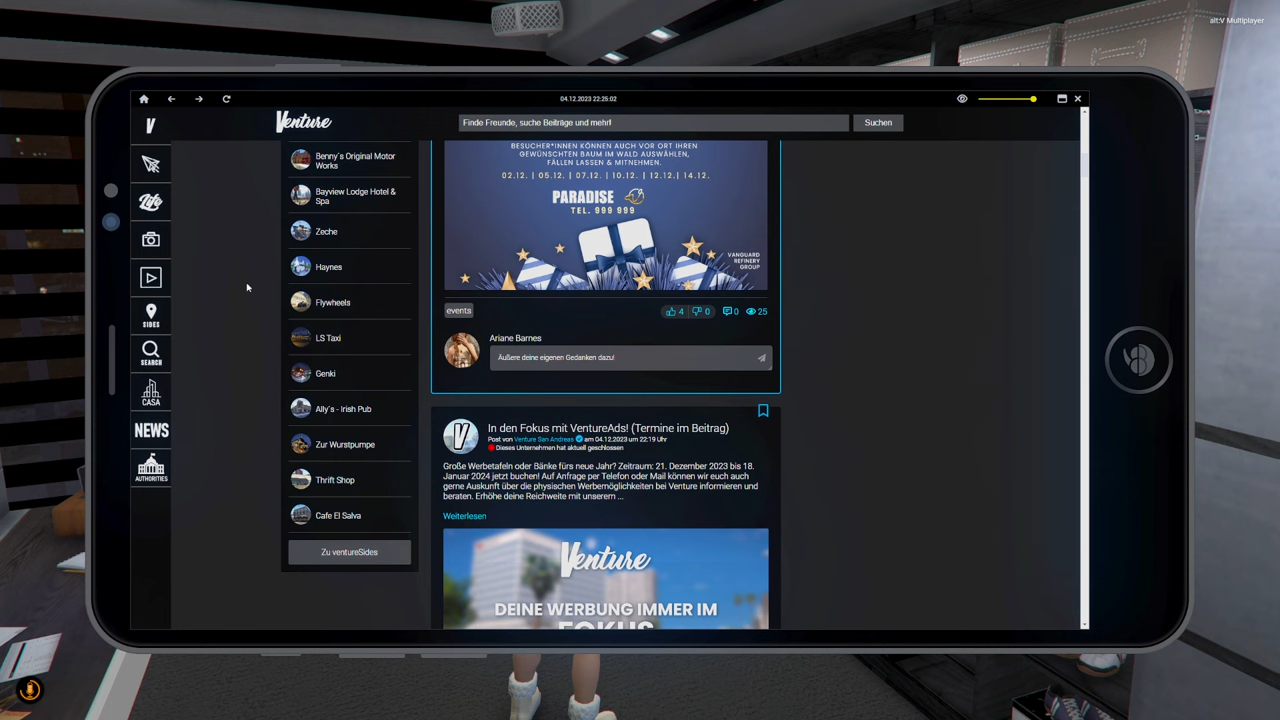 alt:V Multiplayer
04.12.2023 22:25:02
Venture
Finde Freunde, suche Beiträge und mehr!
Suchen
V
Life
SIDES
SEARCH
CASA
NEWS
AUTHORITIES
Benny´s Original Motor
Works
Bayview Lodge Hotel &
Spa
Zeche
Haynes
Flywheels
LS Taxi
Genki
Ally´s - Irish Pub
Zur Wurstpumpe
Thrift Shop
Cafe El Salva
Zu ventureSides
BESUCHER*INNEN KÖNNEN AUCH VOR ORT IHREN
GEWÜNSCHTEN BAUM IM WALD AUSWÄHLEN,
FÄLLEN LASSEN & MITNEHMEN.
02.12. | 05.12. | 07.12. | 10.12. | 12.12.| 14.12.
PARADISE
TEL. 999 999
VANGUARD
REFINERY
GROUP
events
4
0
0
25
Ariane Barnes
Äußere deine eigenen Gedanken dazu!
V
In den Fokus mit VentureAds! (Termine im Beitrag)
Post von Venture San Andreas am 04.12.2023 um 22:19 Uhr
Dieses Unternehmen hat aktuell geschlossen
Große Werbetafeln oder Bänke fürs neue Jahr? Zeitraum: 21. Dezember 2023 bis 18.
Januar 2024 jetzt buchen! Auf Anfrage per Telefon oder Mail können wir euch auch
gerne Auskunft über die physischen Werbemöglichkeiten bei Venture informieren und
beraten. Erhöhe deine Reichweite mit unserem ...
Weiterlesen
Venture
DEINE WERBUNG IMMER IM
FOKUS